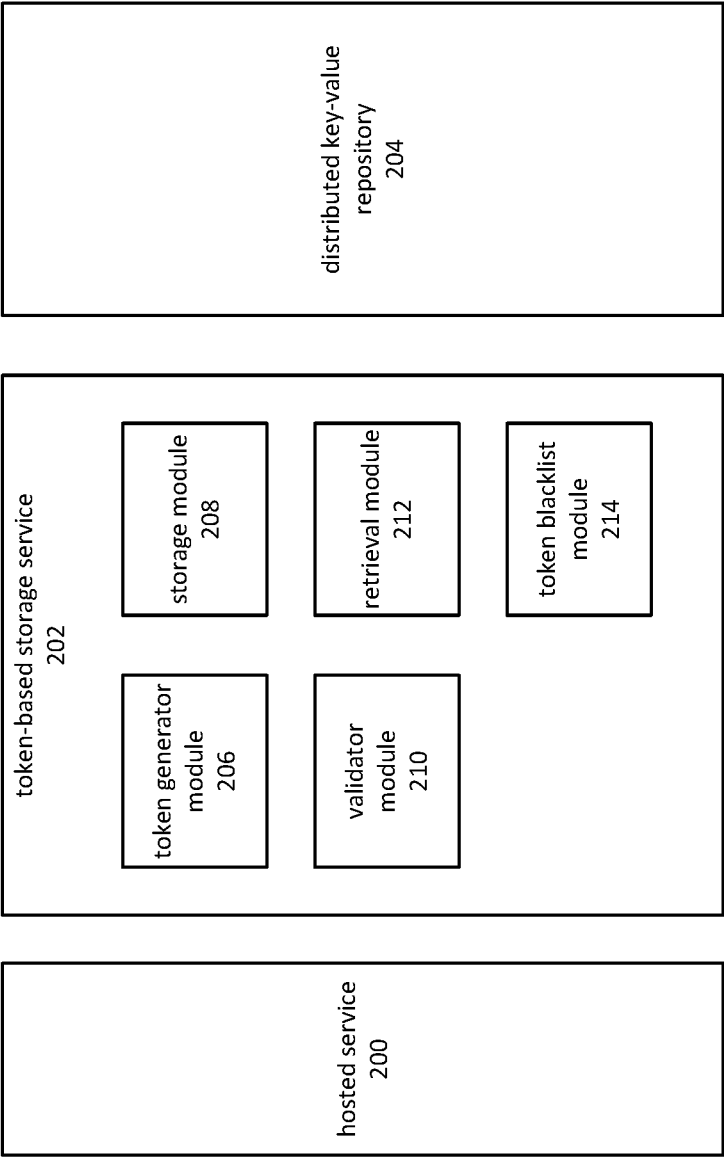 hosted service
200
token-based storage service
202
token generator
module
206
storage module
208
validator
module
210
retrieval module
212
token blacklist
module
214
distributed key-value
repository
204